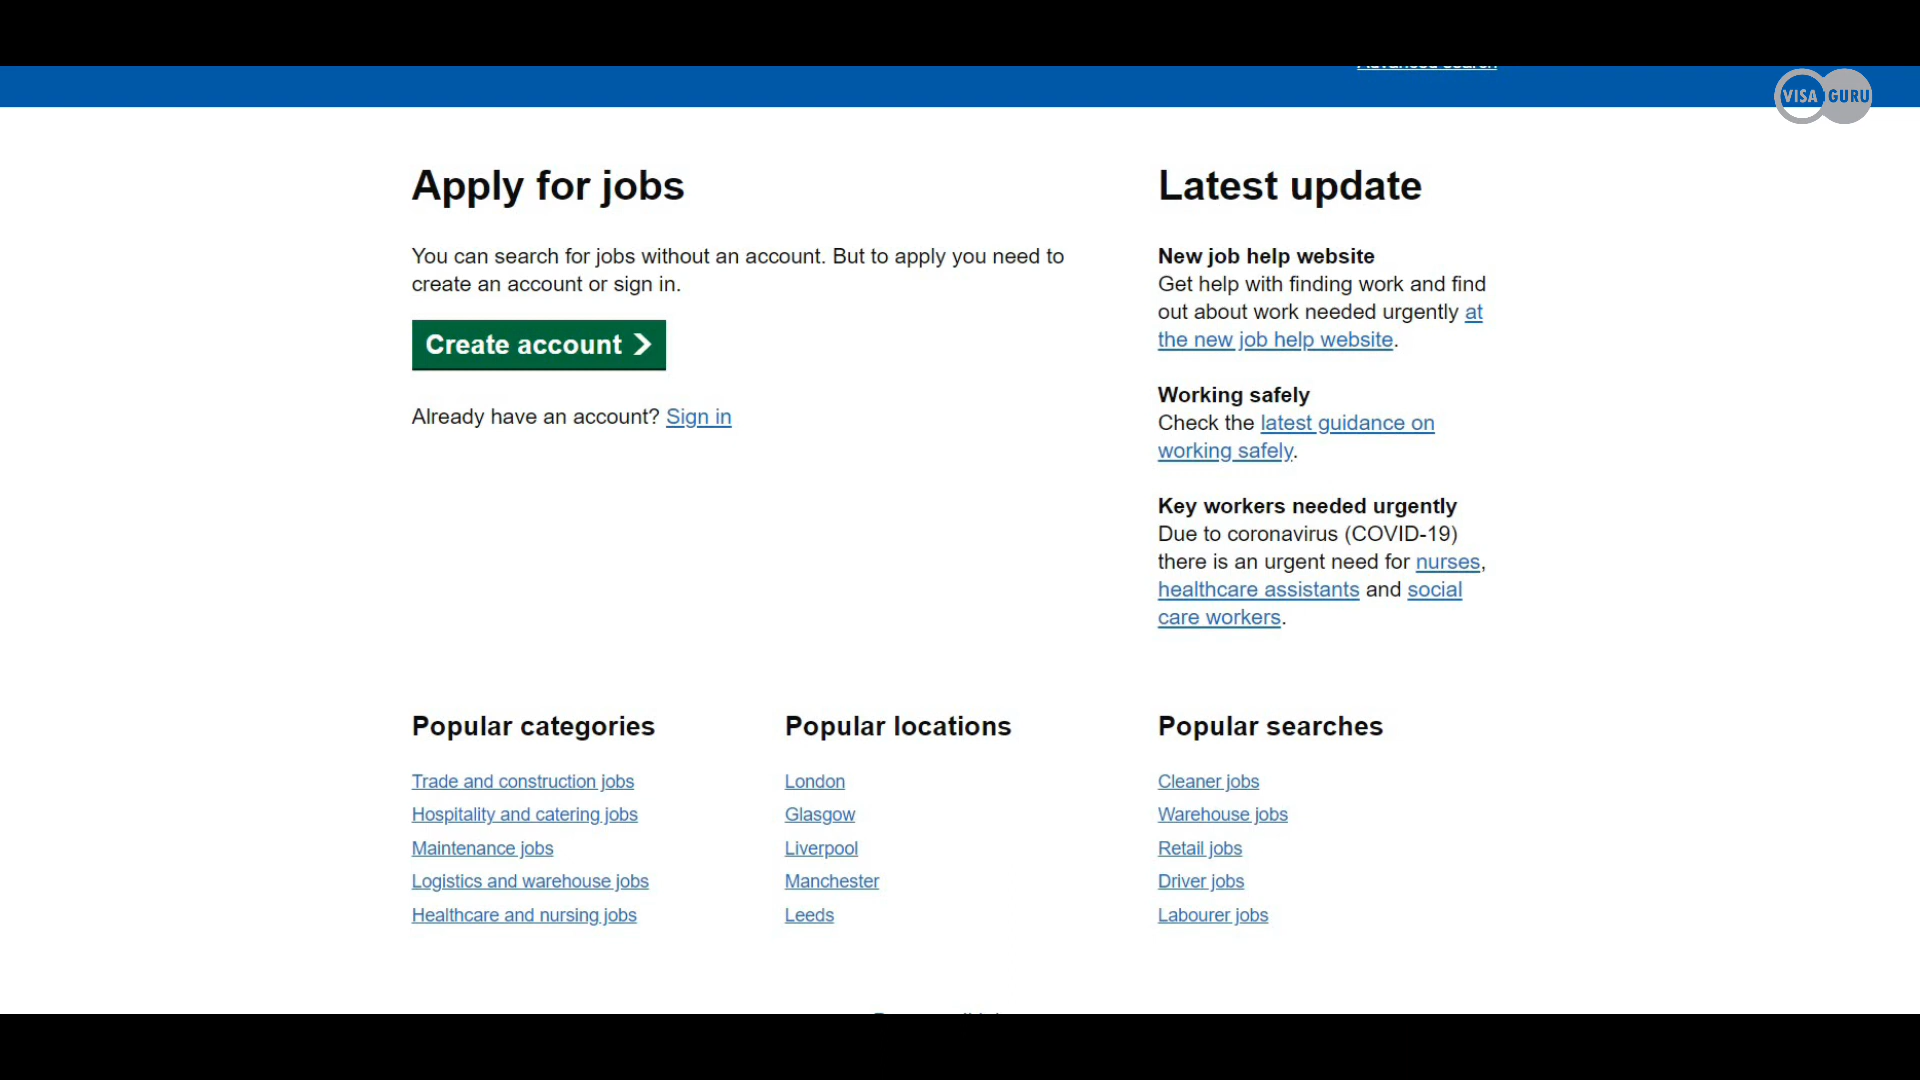 Advanced search
VISA GURU
Apply for jobs
You can search for jobs without an account. But to apply you need to
create an account or sign in.
Create account
Already have an account? Sign in
Latest update
New job help website
Get help with finding work and find
out about work needed urgently at
the new job help website.
Working safely
Check the latest guidance on
working safely.
Key workers needed urgently
Due to coronavirus (COVID-19)
there is an urgent need for nurses,
healthcare assistants and social
care workers.
Popular categories
Trade and construction jobs
Hospitality and catering jobs
Maintenance jobs
Logistics and warehouse jobs
Healthcare and nursing jobs
Popular locations
London
Glasgow
Liverpool
Manchester
Leeds
Popular searches
Cleaner jobs
Warehouse jobs
Retail jobs
Driver jobs
Labourer jobs